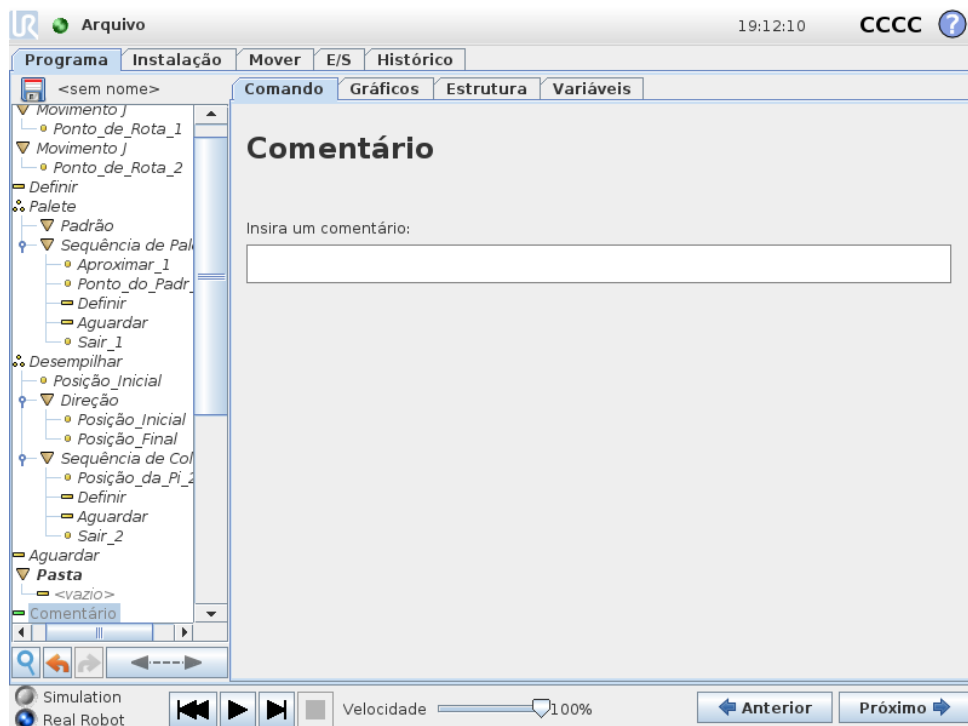 UR Arquivo 19:12:10 CCCC ?
Programa Instalação Mover E/S Histórico
<sem nome> Comando Gráficos Estrutura Variáveis
Movimento J
Ponto_de_Rota_1
Movimento J
Ponto_de_Rota_2
Definir
Palete
Padrão
Sequência de Pal
Aproximar_1
Ponto_do_Padr_
Definir
Aguardar
Sair_1
Desempilhar
Posição_Inicial
Direção
Posição_Inicial
Posição_Final
Sequência de Col
Posição_da_Pi_2
Definir
Aguardar
Sair_2
Aguardar
Pasta
<vazio>
Comentário
Comentário
Insira um comentário:
Simulation
Real Robot
Velocidade 100%
Anterior Próximo